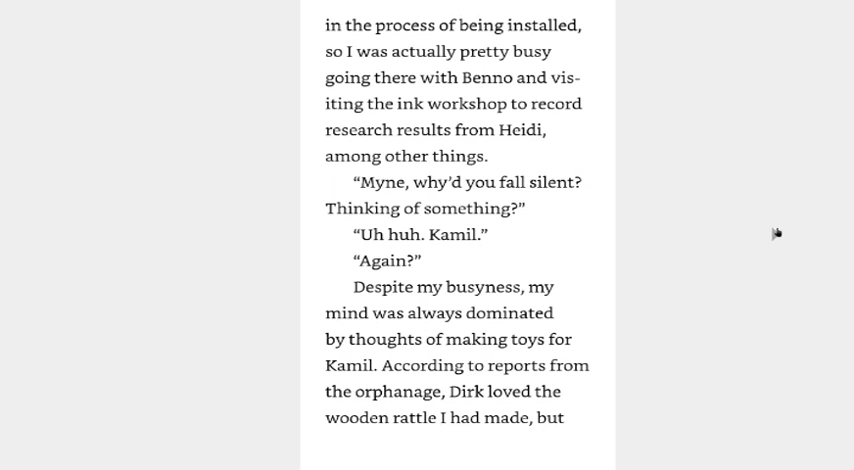 in the process of being installed,
so I was actually pretty busy
going there with Benno and vis-
iting the ink workshop to record
research results from Heidi,
among other things.
“Myne, why’d you fall silent?
Thinking of something?”
“Uh huh. Kamil.”
“Again?”
Despite my busyness, my
mind was always dominated
by thoughts of making toys for
Kamil. According to reports from
the orphanage, Dirk loved the
wooden rattle I had made, but